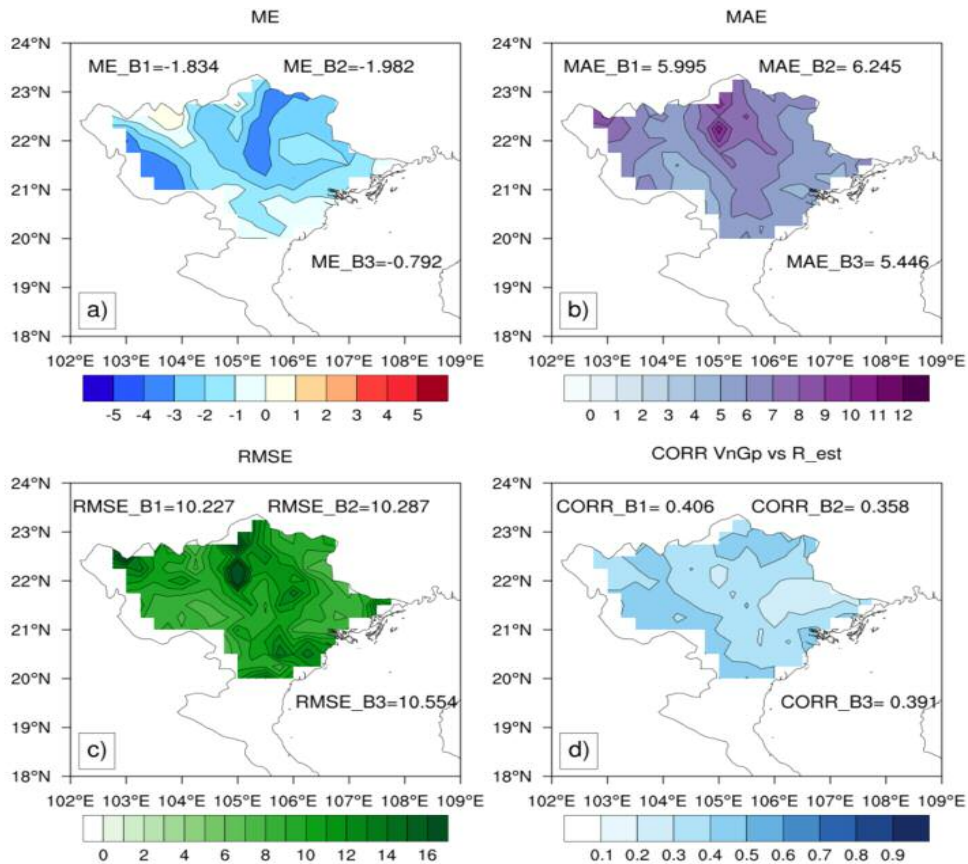 ME
24°N
23°N
22°N
21°N
20°N
19°N
18°N
ME_B1=-1.834 ME_B2=-1.982
ME_B3=-0.792
a)
102°E 103°E 104°E 105°E 106°E 107°E 108°E 109°E
-5 -4 -3 -2 -1 0 1 2 3 4 5
MAE
24°N
23°N
22°N
21°N
20°N
19°N
18°N
MAE_B1= 5.995 MAE_B2= 6.245
MAE_B3= 5.446
b)
102°E 103°E 104°E 105°E 106°E 107°E 108°E 109°E
0 1 2 3 4 5 6 7 8 9 10 11 12
RMSE
24°N
23°N
22°N
21°N
20°N
19°N
18°N
RMSE_B1=10.227 RMSE_B2=10.287
RMSE_B3=10.554
c)
102°E 103°E 104°E 105°E 106°E 107°E 108°E 109°E
0 2 4 6 8 10 12 14 16
CORR VnGp vs R_est
24°N
23°N
22°N
21°N
20°N
19°N
18°N
CORR_B1= 0.406 CORR_B2= 0.358
CORR_B3= 0.391
d)
102°E 103°E 104°E 105°E 106°E 107°E 108°E 109°E
0.1 0.2 0.3 0.4 0.5 0.6 0.7 0.8 0.9